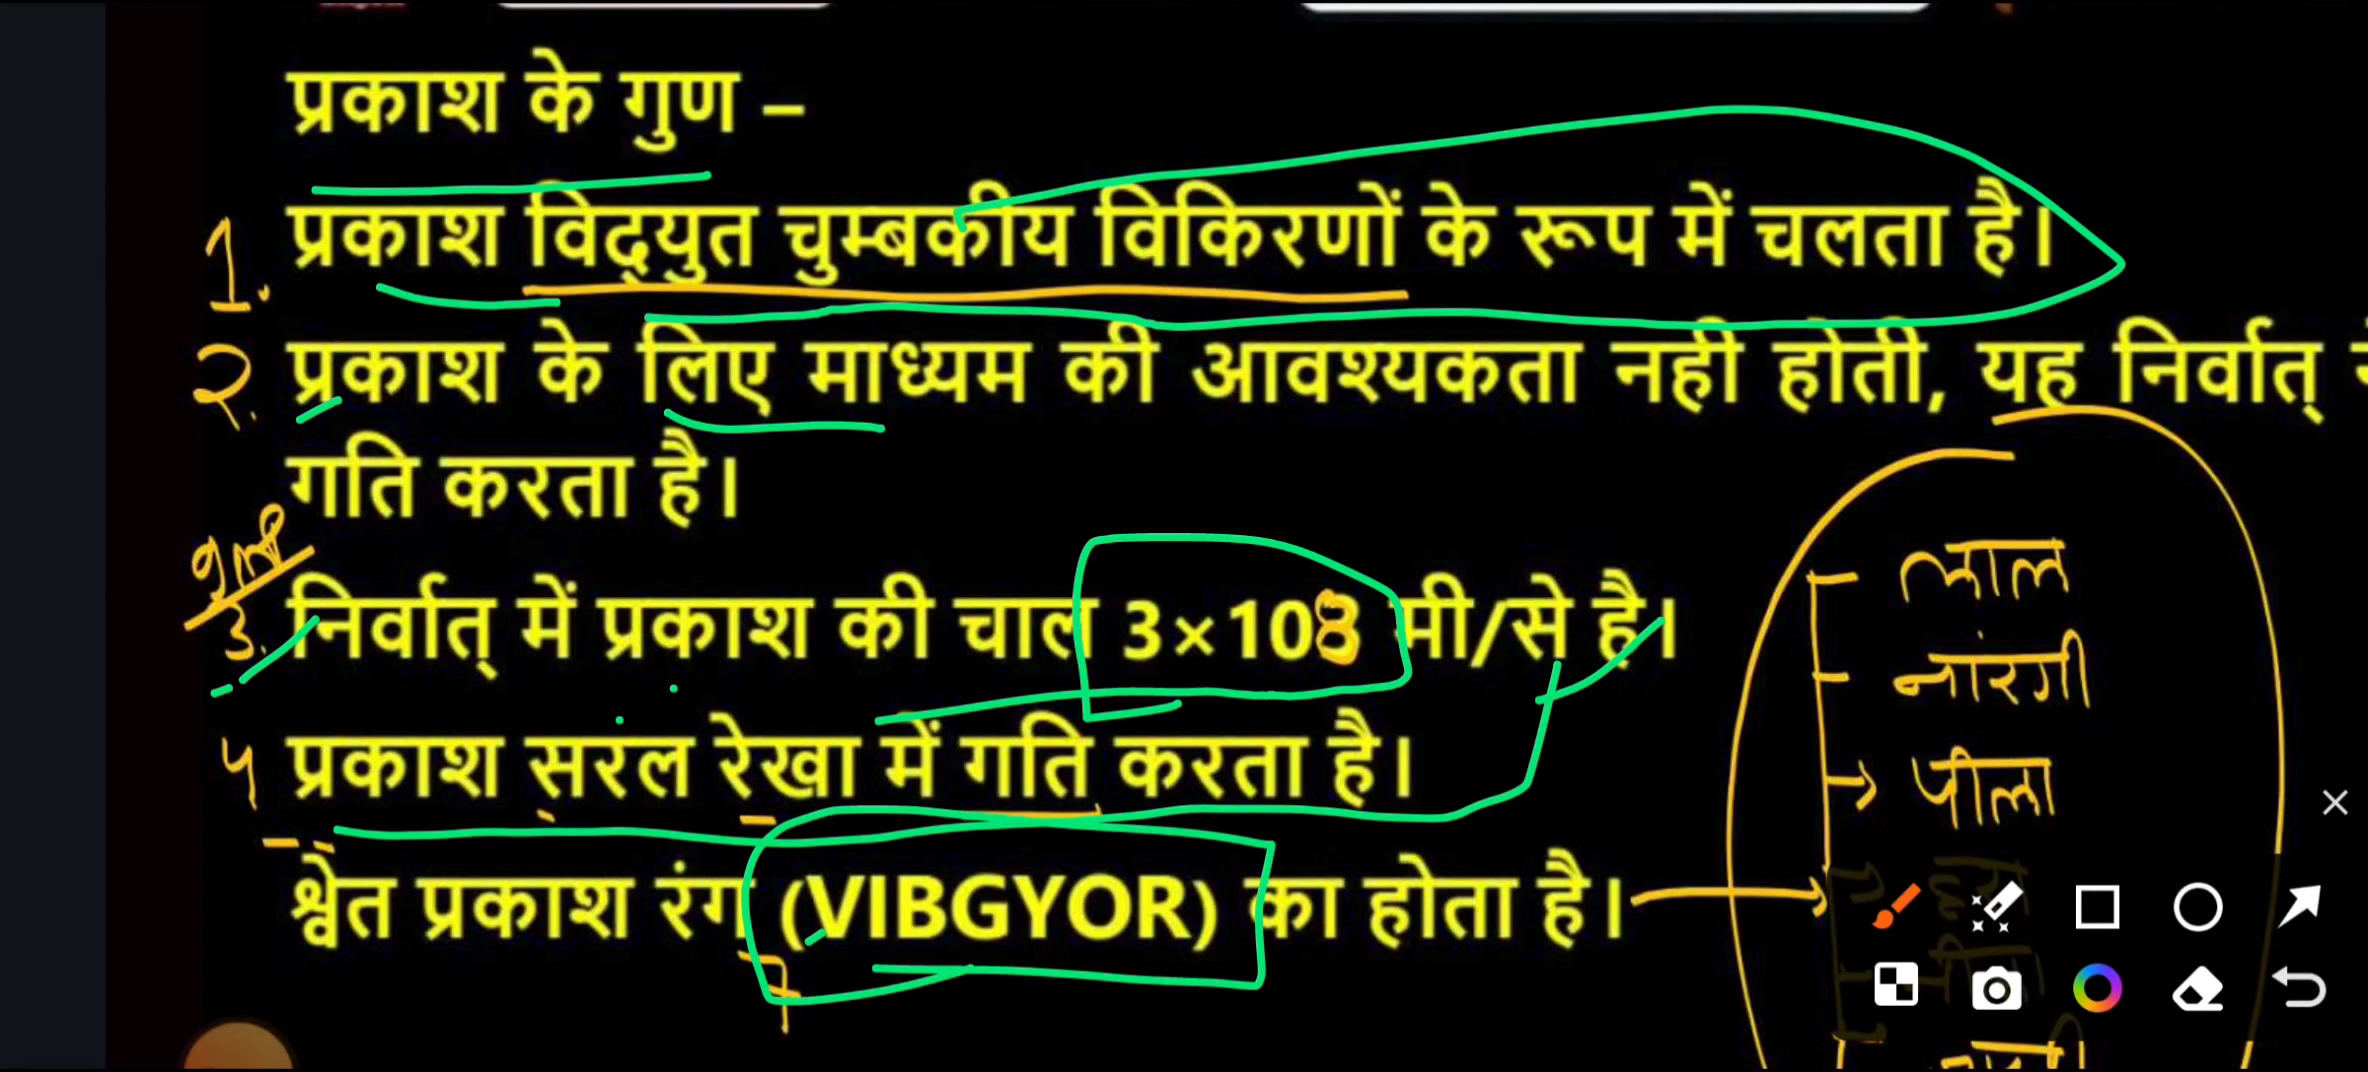 प्रकाश के गुण –
1. प्रकाश विद्युत चुम्बकीय विकिरणों के रूप में चलता है।
2. प्रकाश के लिए माध्यम की आवश्यकता नही होती, यह निर्वात्
गति करता है।
3. निर्वात् में प्रकाश की चाल 3×108 मी/से है।
4 प्रकाश सरल रेखा में गति करता है।
श्वेत प्रकाश रंग (VIBGYOR) का होता है।
7
लाल
नारंगी
पीला